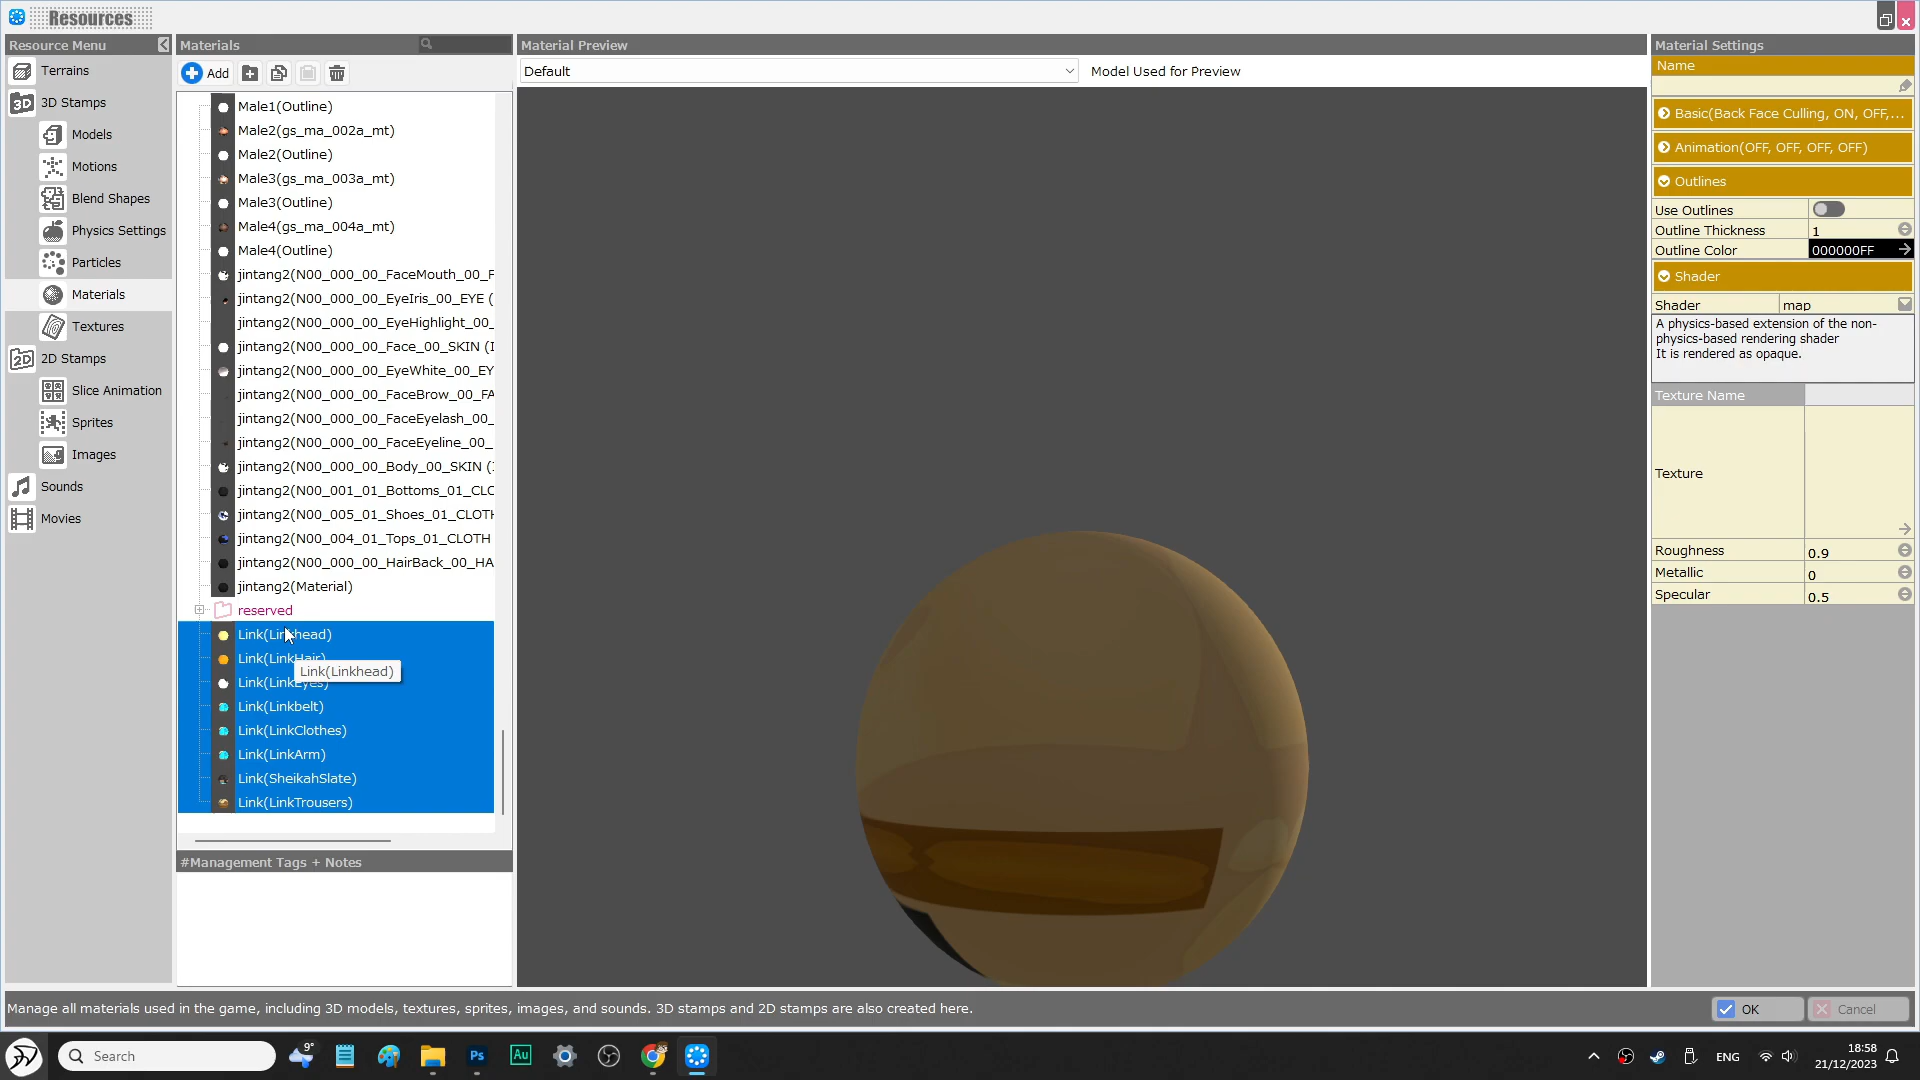 Resources
Resource Menu
Terrains
3D Stamps
Models
Motions
Blend Shapes
Physics Settings
Particles
Materials
Textures
2D Stamps
Slice Animation
Sprites
Images
Sounds
Movies
Materials
Add
Male1(Outline)
Male2(gs_ma_002a_mt)
Male2(Outline)
Male3(gs_ma_003a_mt)
Male3(Outline)
Male4(gs_ma_004a_mt)
Male4(Outline)
jintang2(N00_000_00_FaceMouth_00_F
jintang2(N00_000_00_EyeIris_00_EYE (
jintang2(N00_000_00_EyeHighlight_00_
jintang2(N00_000_00_Face_00_SKIN (I
jintang2(N00_000_00_EyeWhite_00_EY
jintang2(N00_000_00_FaceBrow_00_FA
jintang2(N00_000_00_FaceEyelash_00_
jintang2(N00_000_00_FaceEyeline_00_
jintang2(N00_000_00_Body_00_SKIN (I
jintang2(N00_001_01_Bottoms_01_CLO
jintang2(N00_005_01_Shoes_01_CLOTH
jintang2(N00_004_01_Tops_01_CLOTH
jintang2(N00_000_00_HairBack_00_HA
jintang2(Material)
reserved
Link(Linkhead)
Link(LinkHair)
Link(Linkhead)
Link(LinkEyes)
Link(Linkbelt)
Link(LinkClothes)
Link(LinkArm)
Link(SheikahSlate)
Link(LinkTrousers)
#Management Tags + Notes
Material Preview
Default
Model Used for Preview
Material Settings
Name
Basic(Back Face Culling, ON, OFF,...
Animation(OFF, OFF, OFF, OFF)
Outlines
Use Outlines
Outline Thickness 1
Outline Color 000000FF
Shader
Shader map
A physics-based extension of the non-
physics-based rendering shader
It is rendered as opaque.
Texture Name
Texture
Roughness 0.9
Metallic 0
Specular 0.5
Manage all materials used in the game, including 3D models, textures, sprites, images, and sounds. 3D stamps and 2D stamps are also created here.
OK
Cancel
Search
9°
Ps
Au
ENG
18:58
21/12/2023